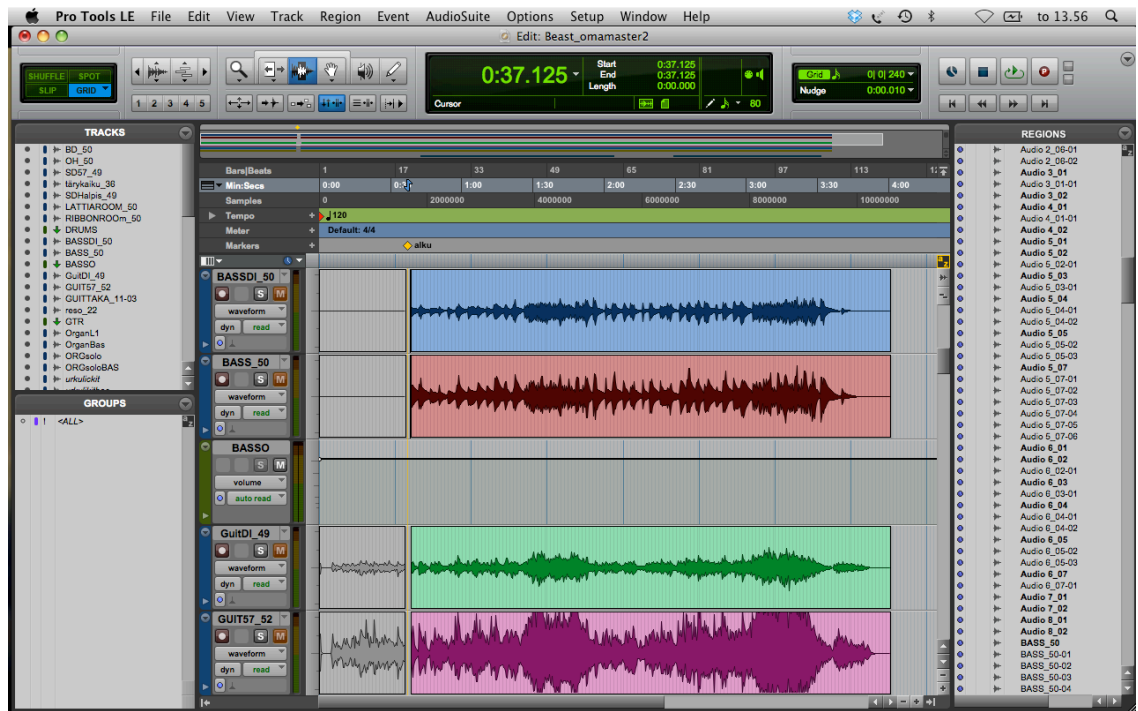 Pro Tools LE File Edit View Track Region Event AudioSuite Options Setup Window Help to 13.56
Edit: Beast_omamaster2
SHUFFLE SPOT
SLIP GRID
1 2 3 4 5
0:37.125
Start 0:37.125
End 0:37.125
Length 0:00.000
Cursor
80
Grid 0| 0| 240
Nudge 0:00.010
TRACKS
BD_50
OH_50
SD57_49
tärykaiku_36
SDHalpis_49
LATTIAROOM_50
RIBBONROOm_50
DRUMS
BASSDI_50
BASS_50
BASSO
GuitDI_49
GUIT57_52
GUITTAKA_11-03
reso_22
GTR
OrganL1
OrganBas
ORGsolo
ORGsoloBAS
urkulickit
GROUPS
1 <ALL>
Bars|Beats 1 17 33 49 65 81 97 113
Min:Secs 0:00 1:00 1:30 2:00 2:30 3:00 3:30 4:00
Samples 0 2000000 4000000 6000000 8000000 10000000
Tempo 120
Meter Default: 4/4
Markers alku
BASSDI_50
S M
waveform
dyn read
BASS_50
S M
waveform
dyn read
BASSO
S M
volume
auto read
GuitDI_49
S M
waveform
dyn read
GUIT57_52
S M
waveform
dyn read
REGIONS
Audio 2_06-01
Audio 2_06-02
Audio 3_01
Audio 3_01-01
Audio 3_02
Audio 4_01
Audio 4_01-01
Audio 4_02
Audio 5_01
Audio 5_02
Audio 5_02-01
Audio 5_03
Audio 5_03-01
Audio 5_04
Audio 5_04-01
Audio 5_04-02
Audio 5_05
Audio 5_05-02
Audio 5_05-03
Audio 5_07
Audio 5_07-01
Audio 5_07-02
Audio 5_07-03
Audio 5_07-04
Audio 5_07-05
Audio 5_07-06
Audio 6_01
Audio 6_02
Audio 6_02-01
Audio 6_03
Audio 6_03-01
Audio 6_04
Audio 6_04-01
Audio 6_04-02
Audio 6_05
Audio 6_05-02
Audio 6_05-03
Audio 6_07
Audio 6_07-01
Audio 7_01
Audio 7_02
Audio 8_01
Audio 8_02
BASS_50
BASS_50-01
BASS_50-02
BASS_50-03
BASS_50-04